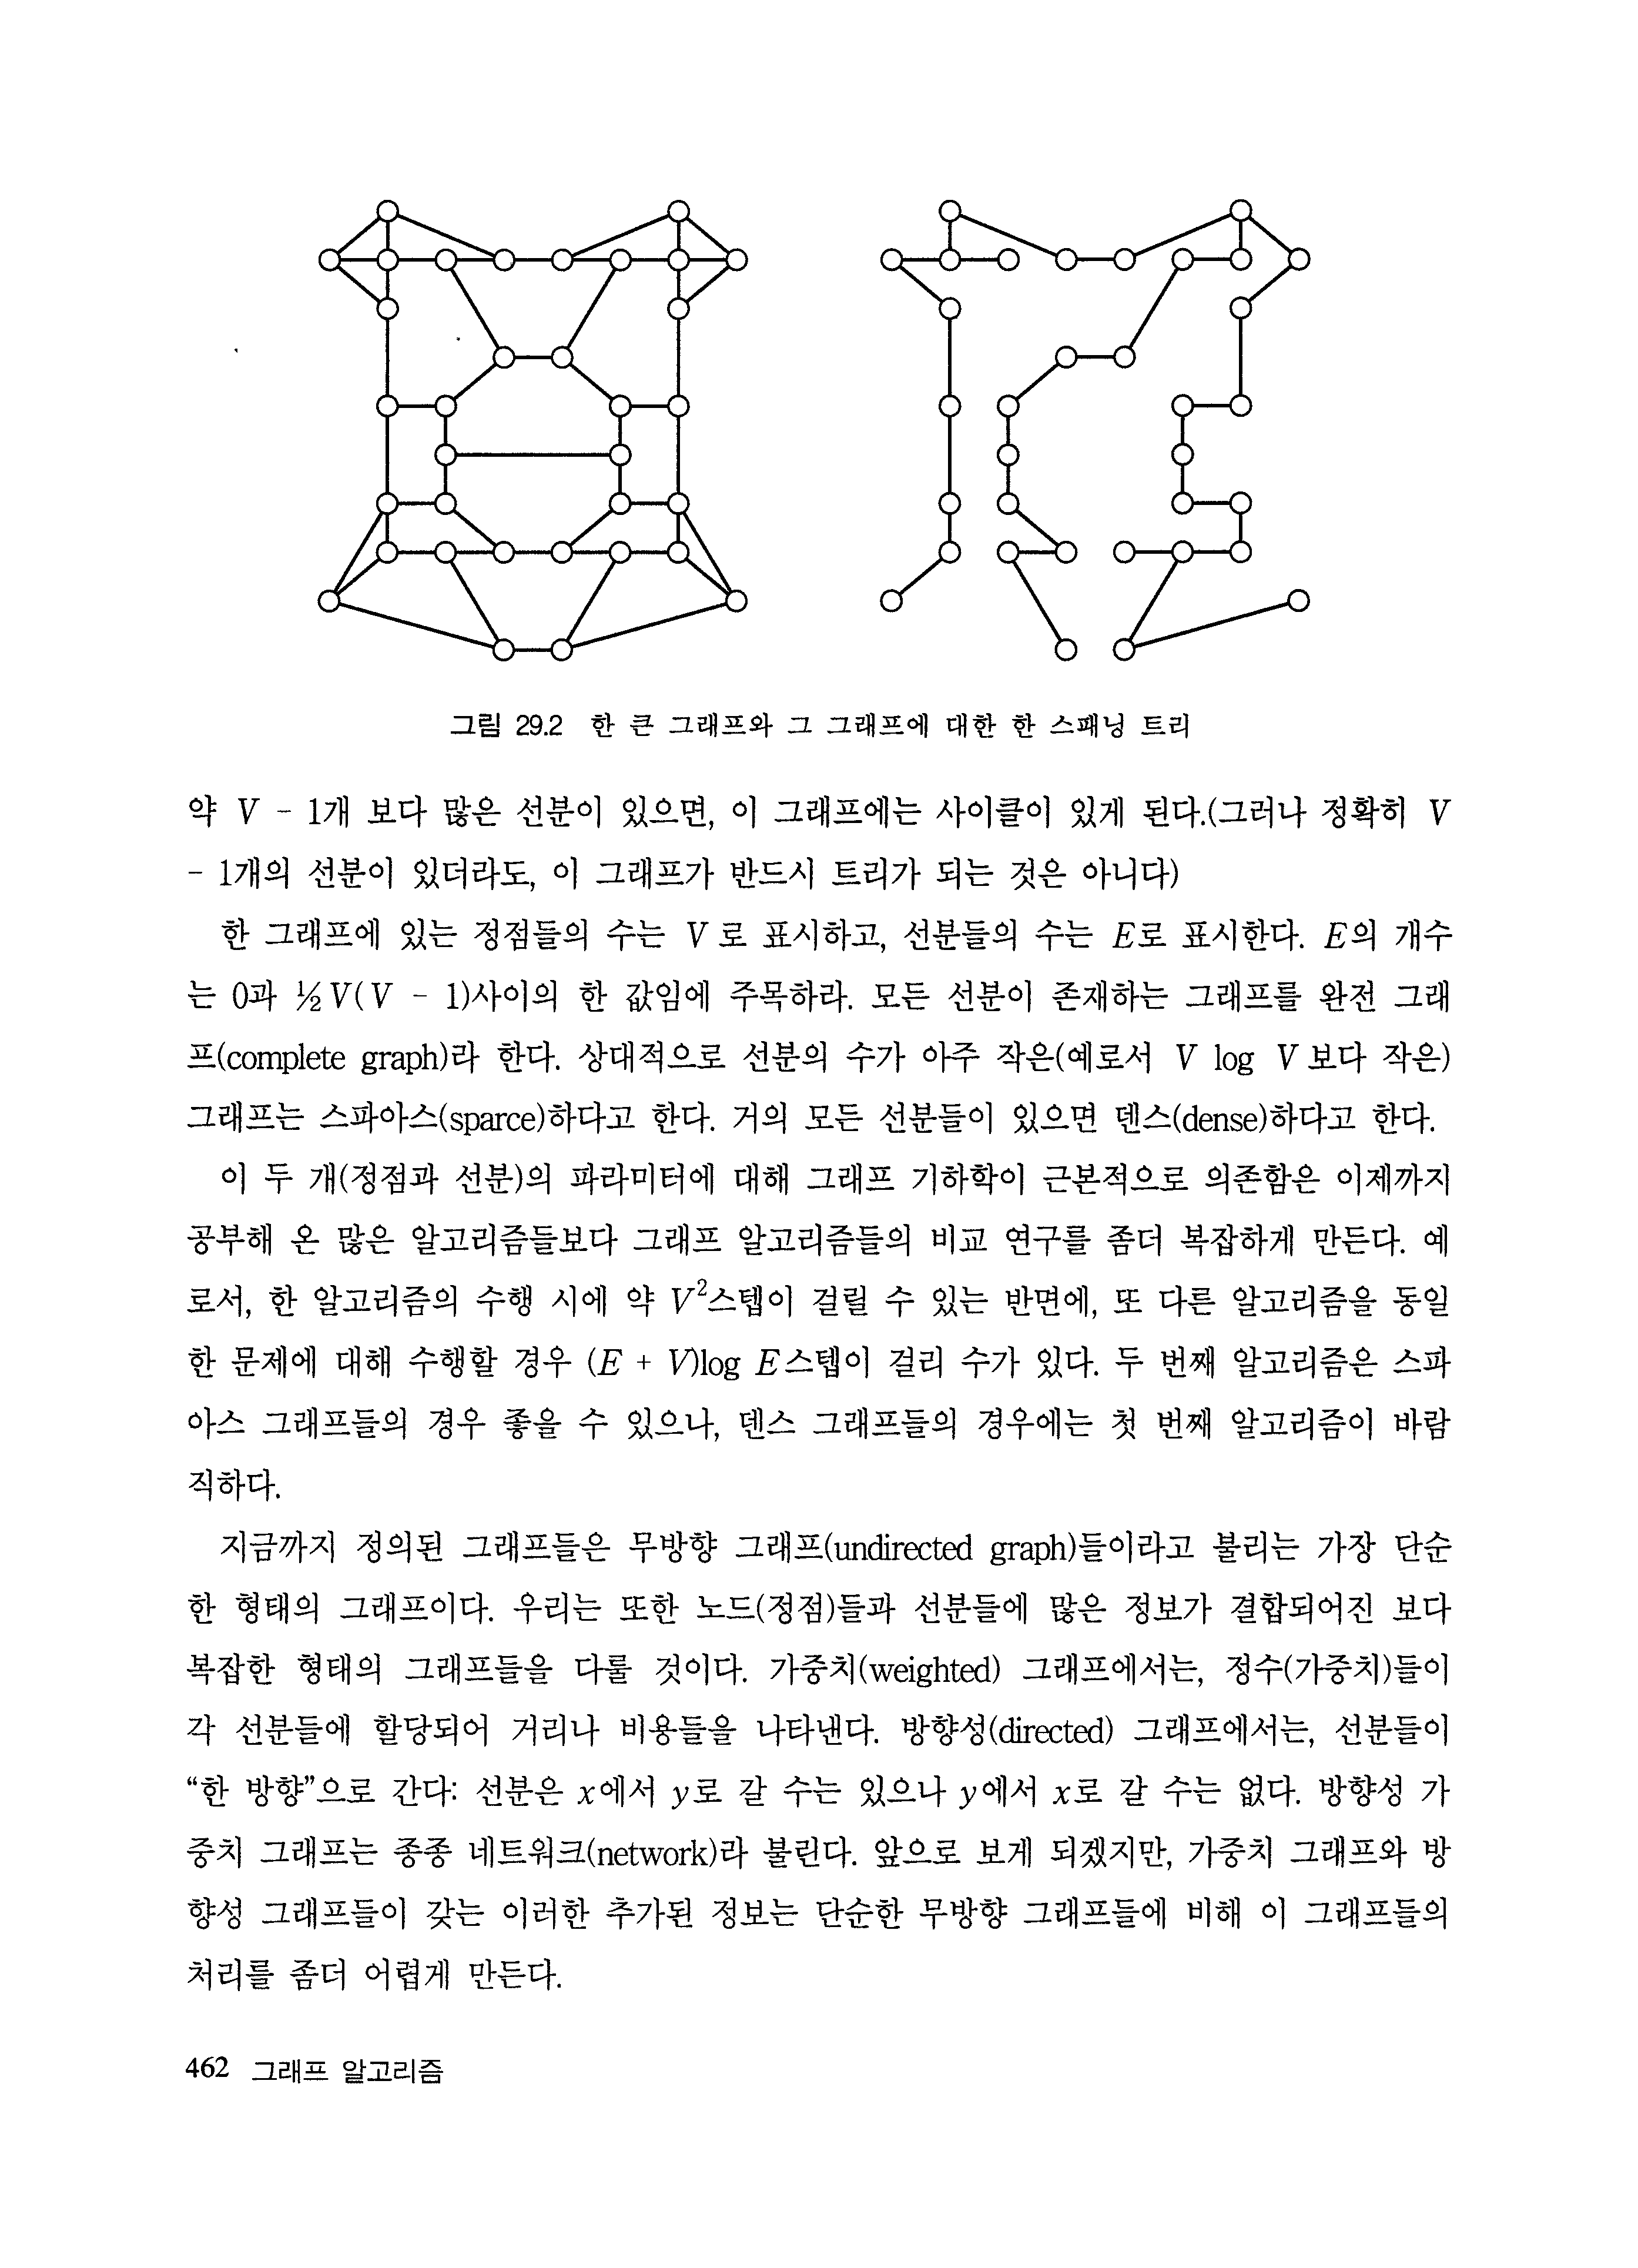 그림 29.2 한 큰 그래프와 그 그래프에 대한 한 스패닝 트리
약 V - 1개 보다 많은 선분이 있으면, 이 그래프에는 사이클이 있게 된다.(그러나 정확히 V
- 1개의 선분이 있더라도, 이 그래프가 반드시 트리가 되는 것은 아니다)
한 그래프에 있는 정점들의 수는 V로 표시하고, 선분들의 수는 E로 표시한다. E의 개수
는 0과 ½V(V - 1)사이의 한 값임에 주목하라. 모든 선분이 존재하는 그래프를 완전 그래
프(complete graph)라 한다. 상대적으로 선분의 수가 아주 작은(예로서 V log V보다 작은)
그래프는 스파아스(sparce)하다고 한다. 거의 모든 선분들이 있으면 덴스(dense)하다고 한다.
이 두 개(정점과 선분)의 파라미터에 대해 그래프 기하학이 근본적으로 의존함은 이제까지
공부해 온 많은 알고리즘들보다 그래프 알고리즘들의 비교 연구를 좀더 복잡하게 만든다. 예
로서, 한 알고리즘의 수행 시에 약 V²스텝이 걸릴 수 있는 반면에, 또 다른 알고리즘을 동일
한 문제에 대해 수행할 경우 (E + V)log E스텝이 걸리 수가 있다. 두 번째 알고리즘은 스파
아스 그래프들의 경우 좋을 수 있으나, 덴스 그래프들의 경우에는 첫 번째 알고리즘이 바람
직하다.
지금까지 정의된 그래프들은 무방향 그래프(undirected graph)들이라고 불리는 가장 단순
한 형태의 그래프이다. 우리는 또한 노드(정점)들과 선분들에 많은 정보가 결합되어진 보다
복잡한 형태의 그래프들을 다룰 것이다. 가중치(weighted) 그래프에서는, 정수(가중치)들이
각 선분들에 할당되어 거리나 비용들을 나타낸다. 방향성(directed) 그래프에서는, 선분들이
“한 방향”으로 간다: 선분은 x에서 y로 갈 수는 있으나 y에서 x로 갈 수는 없다. 방향성 가
중치 그래프는 종종 네트워크(network)라 불린다. 앞으로 보게 되겠지만, 가중치 그래프와 방
향성 그래프들이 갖는 이러한 추가된 정보는 단순한 무방향 그래프들에 비해 이 그래프들의
처리를 좀더 어렵게 만든다.
462 그래프 알고리즘